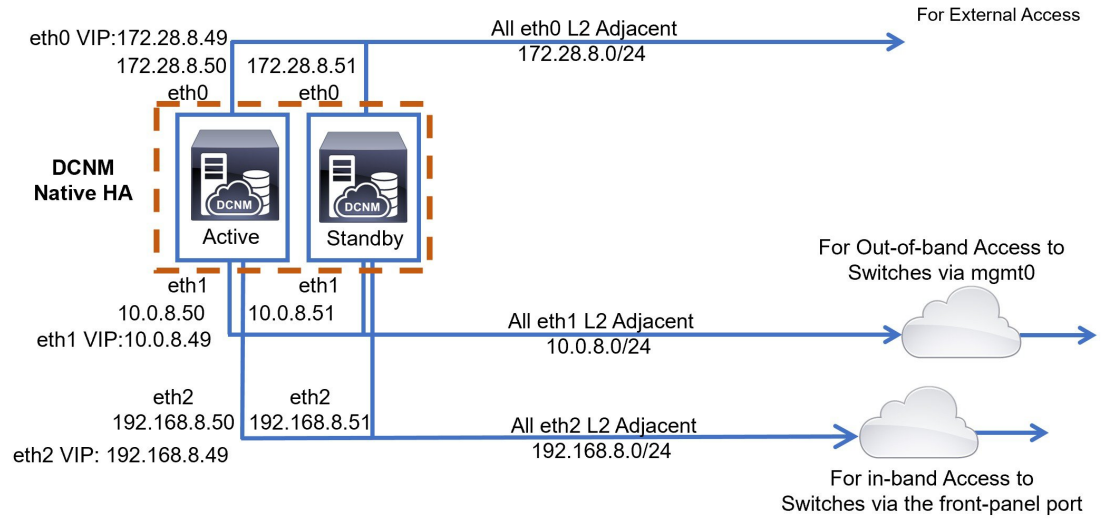 For External Access
All eth0 L2 Adjacent
eth0 VIP:172.28.8.49
172.28.8.0/24
172.28.8.50
172.28.8.51
eth0
eth0
DCNM
Native HA
DCNM
DCNM
Active
Standby
For Out-of-band Access to
Switches via mgmt0
eth1
eth1
10.0.8.50
10.0.8.51
All eth1 L2 Adjacent
eth1 VIP:10.0.8.49
10.0.8.0/24
eth2
eth2
192.168.8.50
192.168.8.51
All eth2 L2 Adjacent
192.168.8.0/24
eth2 VIP: 192.168.8.49
For in-band Access to
Switches via the front-panel port